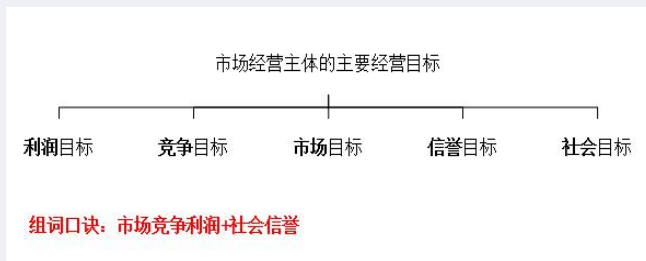 市场经营主体的主要经营目标
利润目标 竞争目标 市场目标 信誉目标 社会目标
组词口诀：市场竞争利润+社会信誉